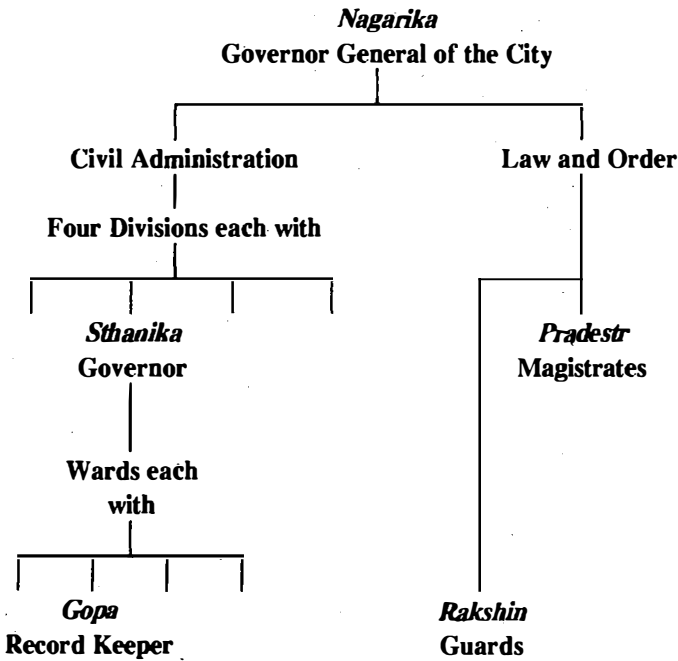 Nagarika
Governor General of the City
Civil Administration
Law and Order
Four Divisions each with
Sthanika
Governor
Pradestr
Magistrates
Wards each
with
Gopa
Record Keeper
Rakshin
Guards